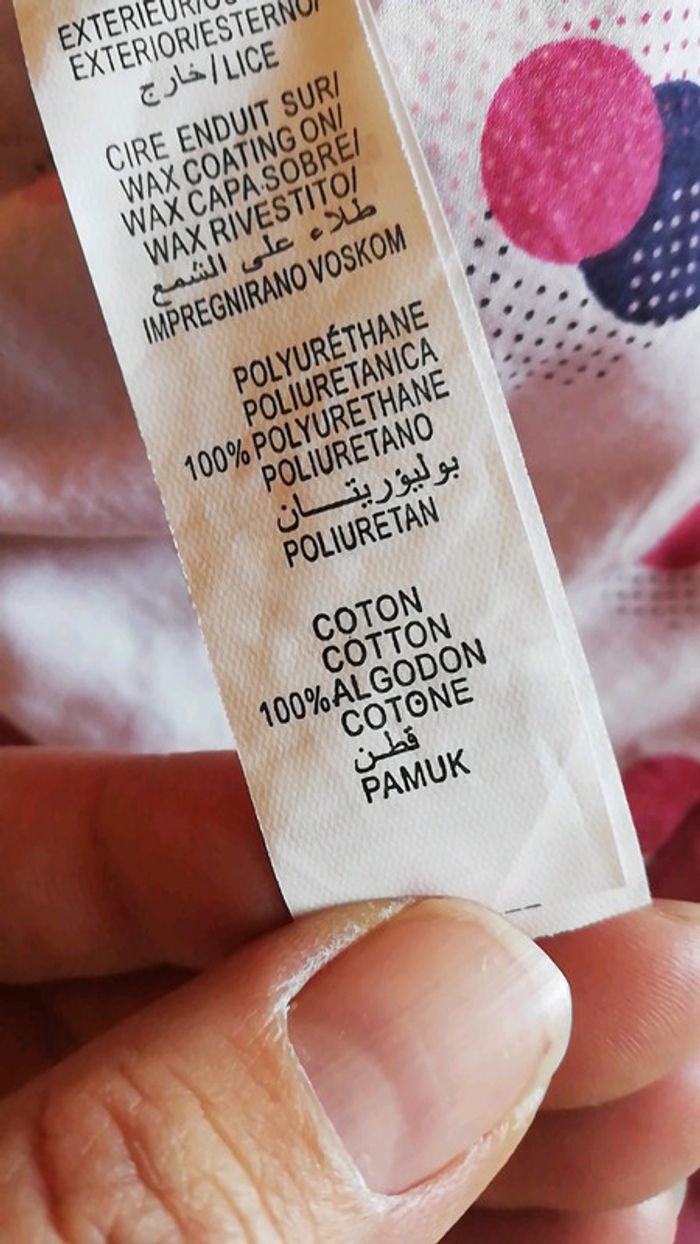 EXTERIOR/ESTERNO/
خارج/LICE
CIRE ENDUIT SUR/
WAX COATING ON/
WAX CAPA SOBRE/
WAX RIVESTITO/
طلاء على الشمع
IMPREGNIRANO VOSKOM
POLYURÉTHANE
POLIURETANICA
100% POLYURETHANE
POLIURETANO
بوليؤريتــــان
POLIURETAN
COTON
COTTON
100% ALGODON
COTONE
قطن
PAMUK